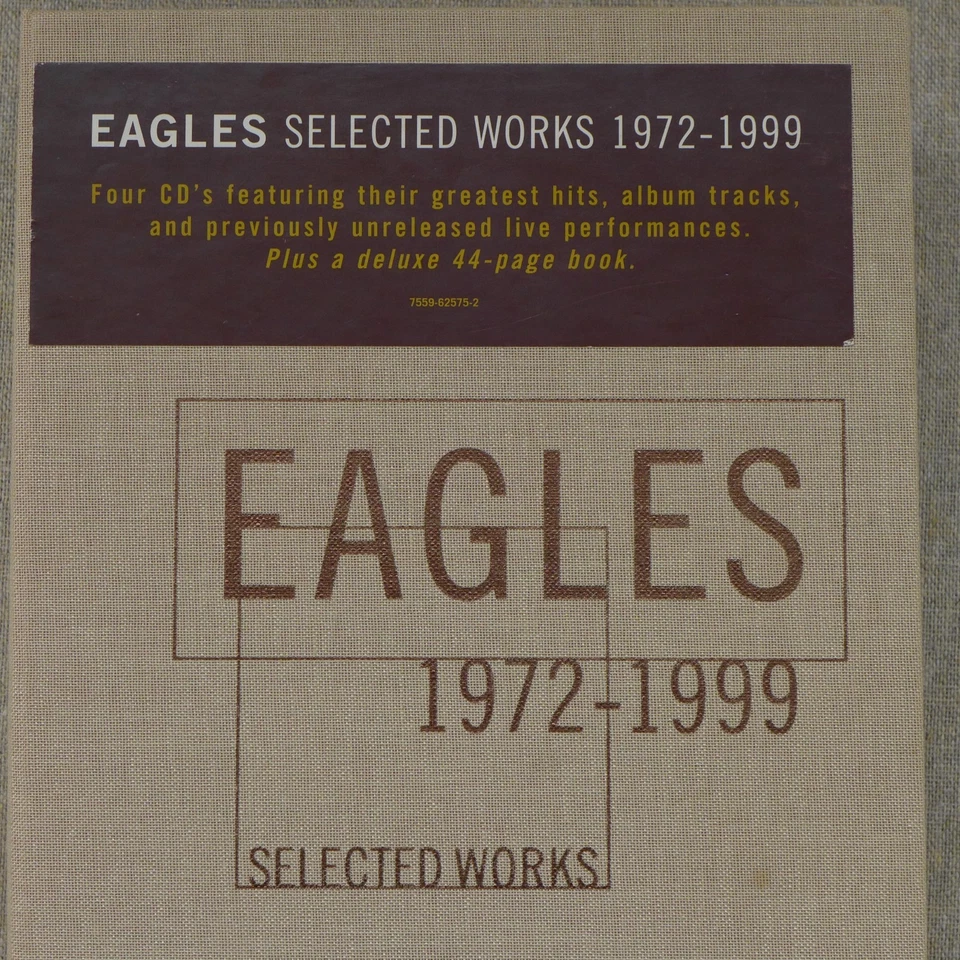 EAGLES SELECTED WORKS 1972-1999
Four CD's featuring their greatest hits, album tracks,
and previously unreleased live performances.
Plus a deluxe 44-page book.
7559-62575-2
EAGLES
1972-1999
SELECTED WORKS